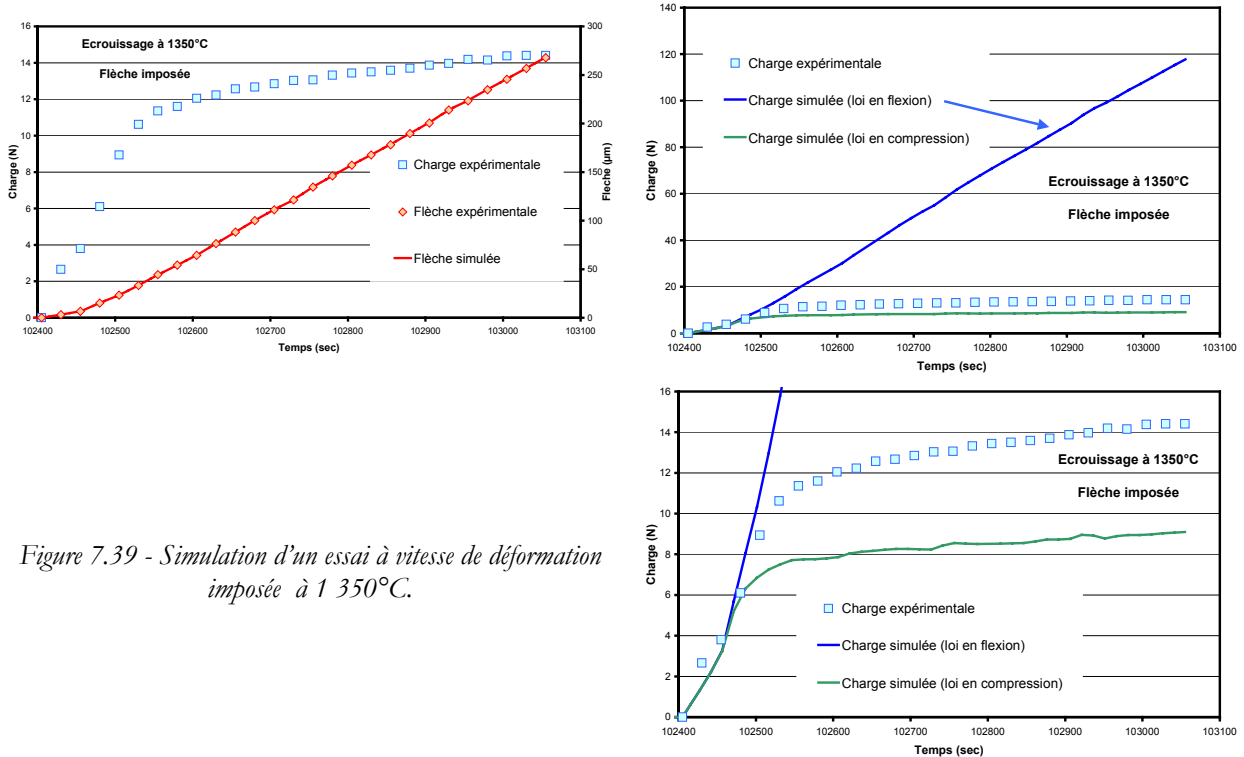 16
14
12
10
8
6
4
2
0
Charge (N)
300
250
200
150
100
50
0
Fleche (µm)
Ecrouissage à 1350°C
Flèche imposée
Charge expérimentale
Flèche expérimentale
Flèche simulée
102400 102500 102600 102700 102800 102900 103000 103100
Temps (sec)
140
120
100
80
60
40
20
0
Charge (N)
Charge expérimentale
Charge simulée (loi en flexion)
Charge simulée (loi en compression)
Ecrouissage à 1350°C
Flèche imposée
102400 102500 102600 102700 102800 102900 103000 103100
Temps (sec)
16
14
12
10
8
6
4
2
0
Charge (N)
Ecrouissage à 1350°C
Flèche imposée
Charge expérimentale
Charge simulée (loi en flexion)
Charge simulée (loi en compression)
102400 102500 102600 102700 102800 102900 103000 103100
Temps (sec)
Figure 7.39 - Simulation d'un essai à vitesse de déformation
imposée à 1 350°C.